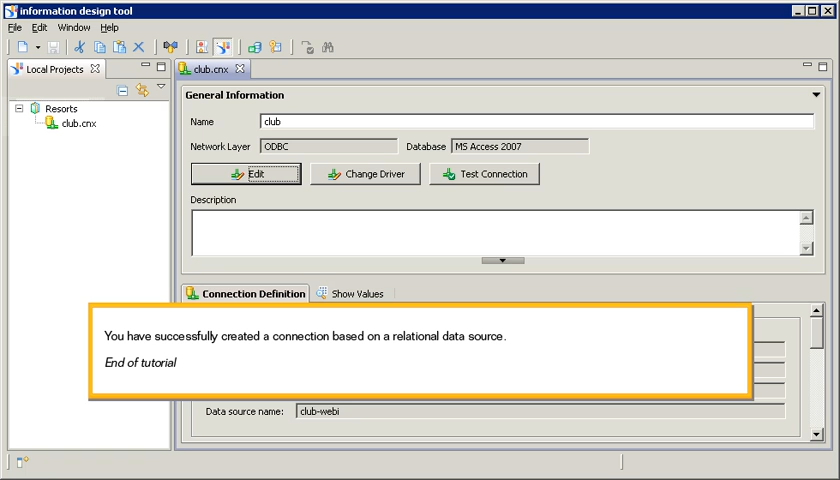 information design tool
File Edit Window Help
Local Projects
club.cnx
Resorts
club.cnx
General Information
Name club
Network Layer ODBC Database MS Access 2007
Edit Change Driver Test Connection
Description
Connection Definition Show Values
You have successfully created a connection based on a relational data source.
End of tutorial
Data source name: club-webi